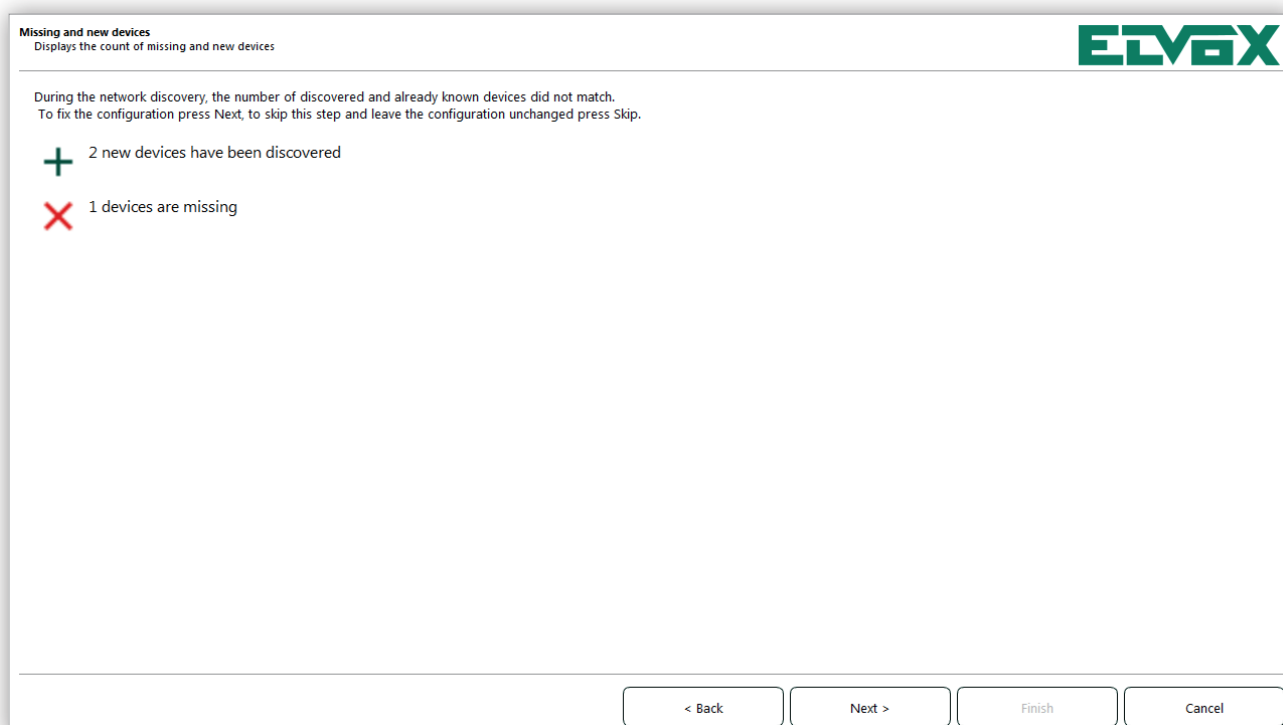 Missing and new devices
Displays the count of missing and new devices
ELVOX
During the network discovery, the number of discovered and already known devices did not match.
To fix the configuration press Next, to skip this step and leave the configuration unchanged press Skip.
2 new devices have been discovered
1 devices are missing
< Back
Next >
Finish
Cancel